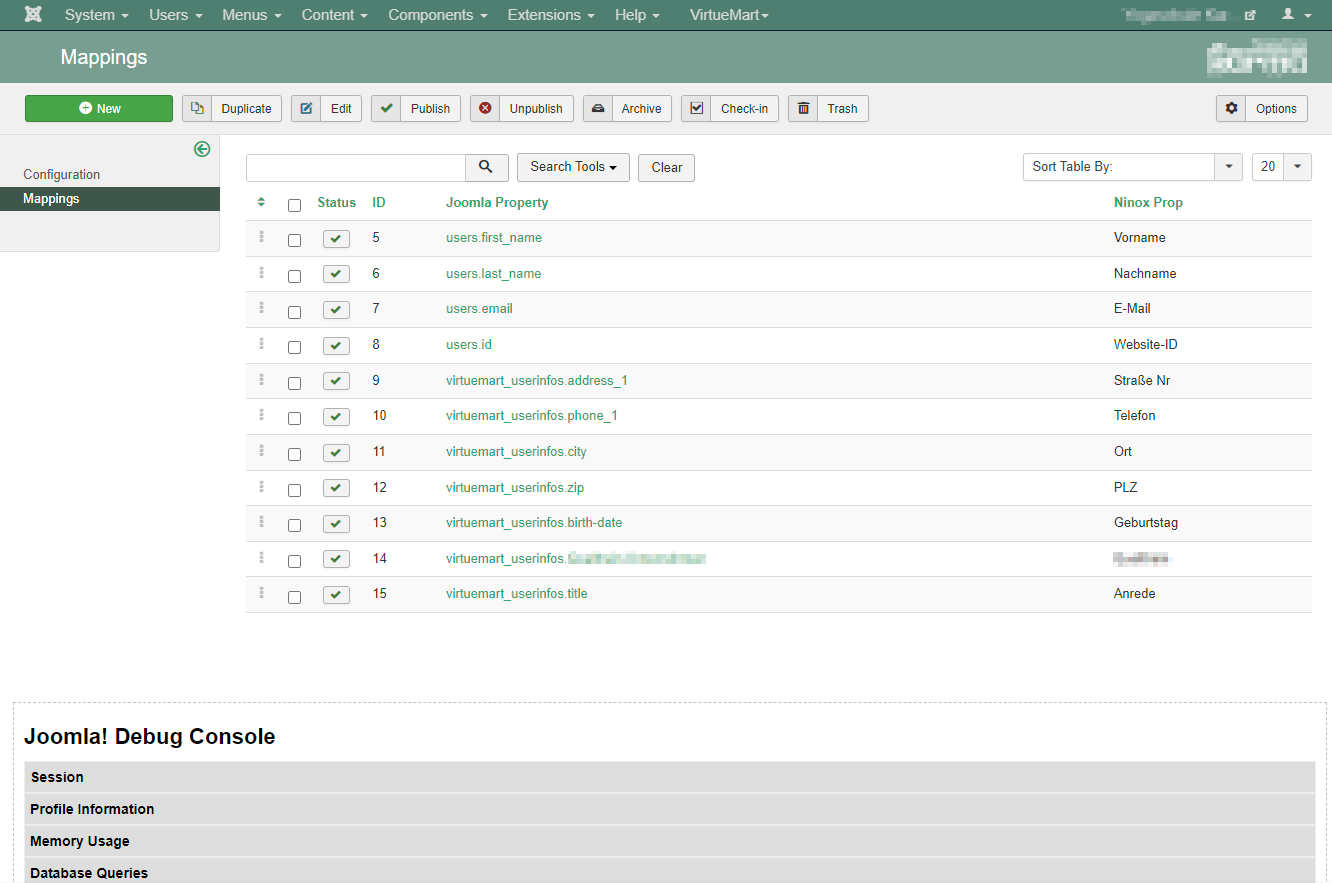 System Users Menus Content Components Extensions Help VirtueMart
Mappings
New Duplicate Edit Publish Unpublish Archive Check-in Trash Options
Configuration
Mappings
Search Tools Clear Sort Table By: 20
Status ID Joomla Property Ninox Prop
5 users.first_name Vorname
6 users.last_name Nachname
7 users.email E-Mail
8 users.id Website-ID
9 virtuemart_userinfos.address_1 Straße Nr
10 virtuemart_userinfos.phone_1 Telefon
11 virtuemart_userinfos.city Ort
12 virtuemart_userinfos.zip PLZ
13 virtuemart_userinfos.birth-date Geburtstag
14 virtuemart_userinfos.
15 virtuemart_userinfos.title Anrede
Joomla! Debug Console
Session
Profile Information
Memory Usage
Database Queries